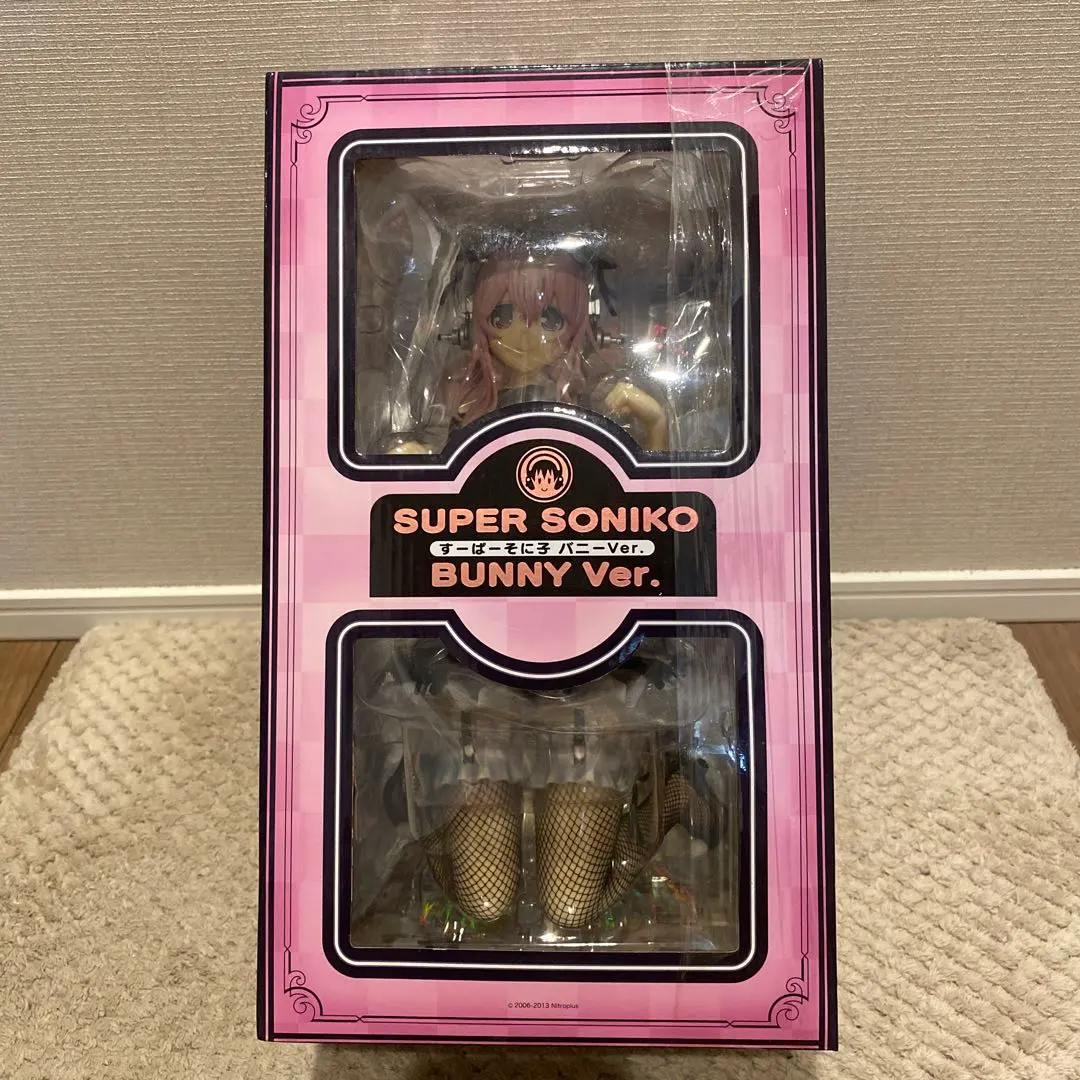 SUPER SONIKO
すーぱーそに子 バニーVer.
BUNNY Ver.
© 2006-2013 Nitroplus